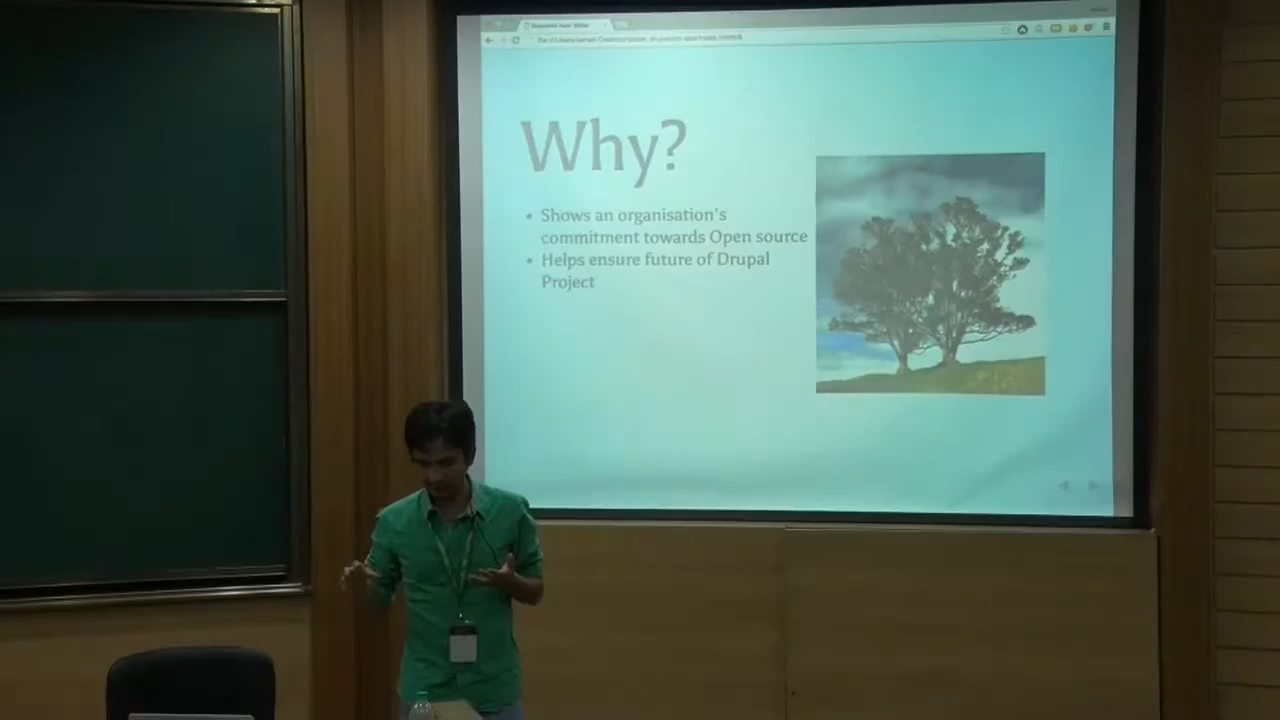 Why?
• Shows an organisation's
commitment towards Open source
• Helps ensure future of Drupal
Project